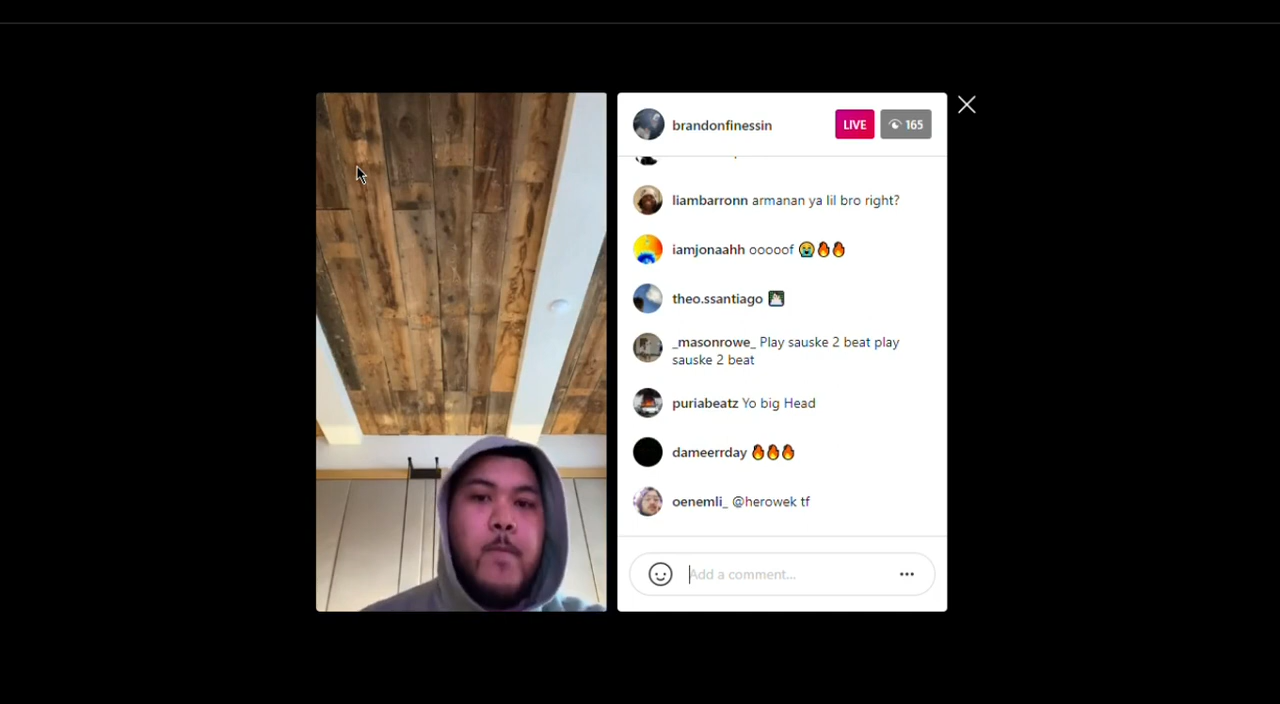 brandonfinessin
LIVE
165
liambarronn armanan ya lil bro right?
iamjonaahh ooooof 😭🔥🔥
theo.ssantiago
_masonrowe_ Play sauske 2 beat play
sauske 2 beat
puriabeatz Yo big Head
dameerrday 🔥🔥🔥
oenemli_ @herowek tf
Add a comment...